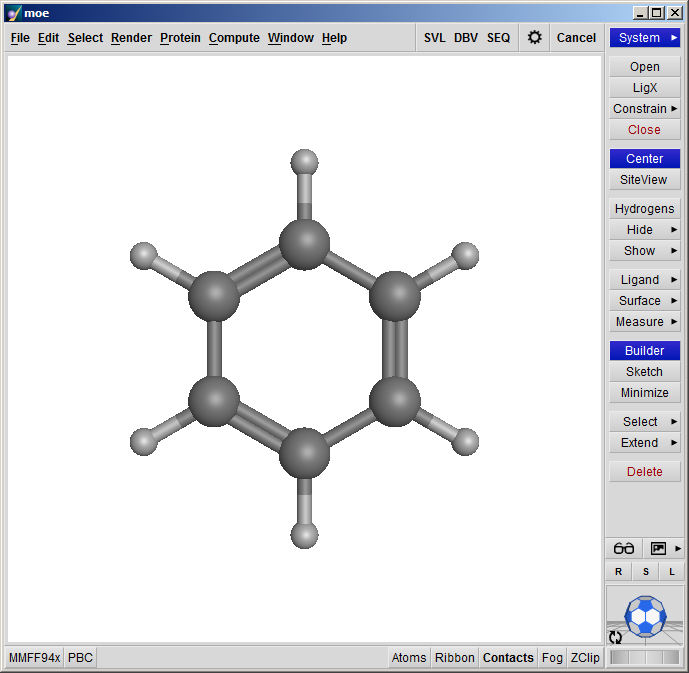 moe
File Edit Select Render Protein Compute Window Help SVL DBV SEQ Cancel
System
Open
LigX
Constrain
Close
Center
SiteView
Hydrogens
Hide
Show
Ligand
Surface
Measure
Builder
Sketch
Minimize
Select
Extend
Delete
R S L
MMFF94x PBC Atoms Ribbon Contacts Fog ZClip